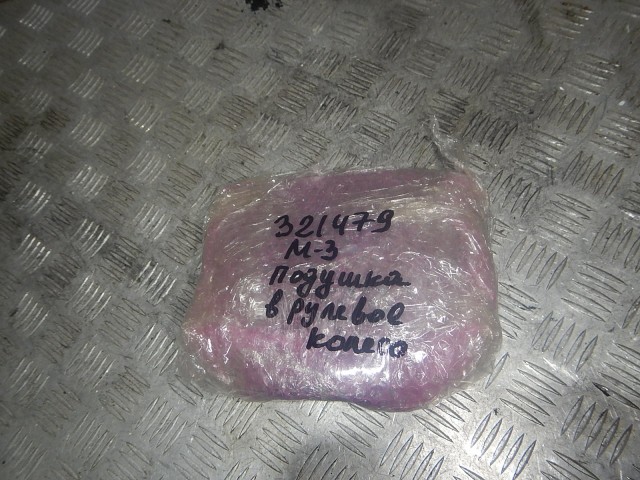 321479
М-3
Подушка
в рулевое
колесо